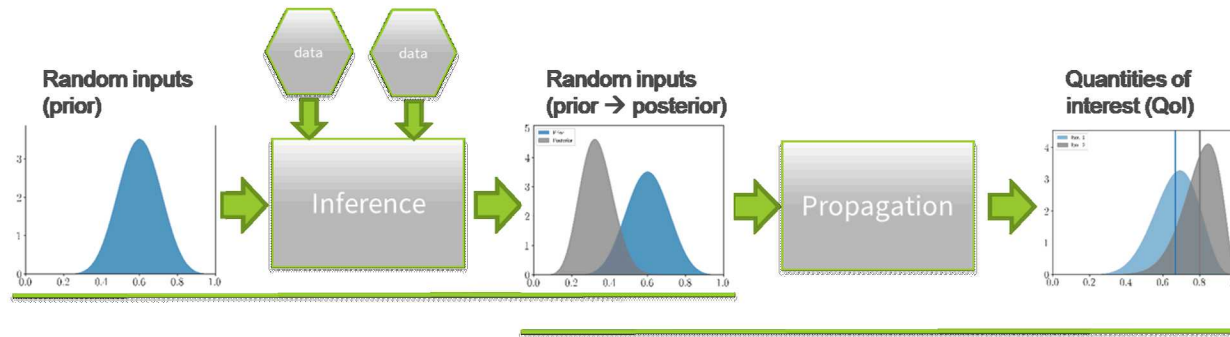 data data
Random inputs
(prior)
Random inputs
(prior → posterior)
Quantities of
interest (QoI)
Inference
Propagation
3
2
1
0
0.0 0.2 0.4 0.6 0.8 1.0
5
4
3
2
1
0
Prior
Posterior
0.2 0.4 0.6 0.8 1.0
4
3
2
1
0
0.0 0.2 0.4 0.6 0.8